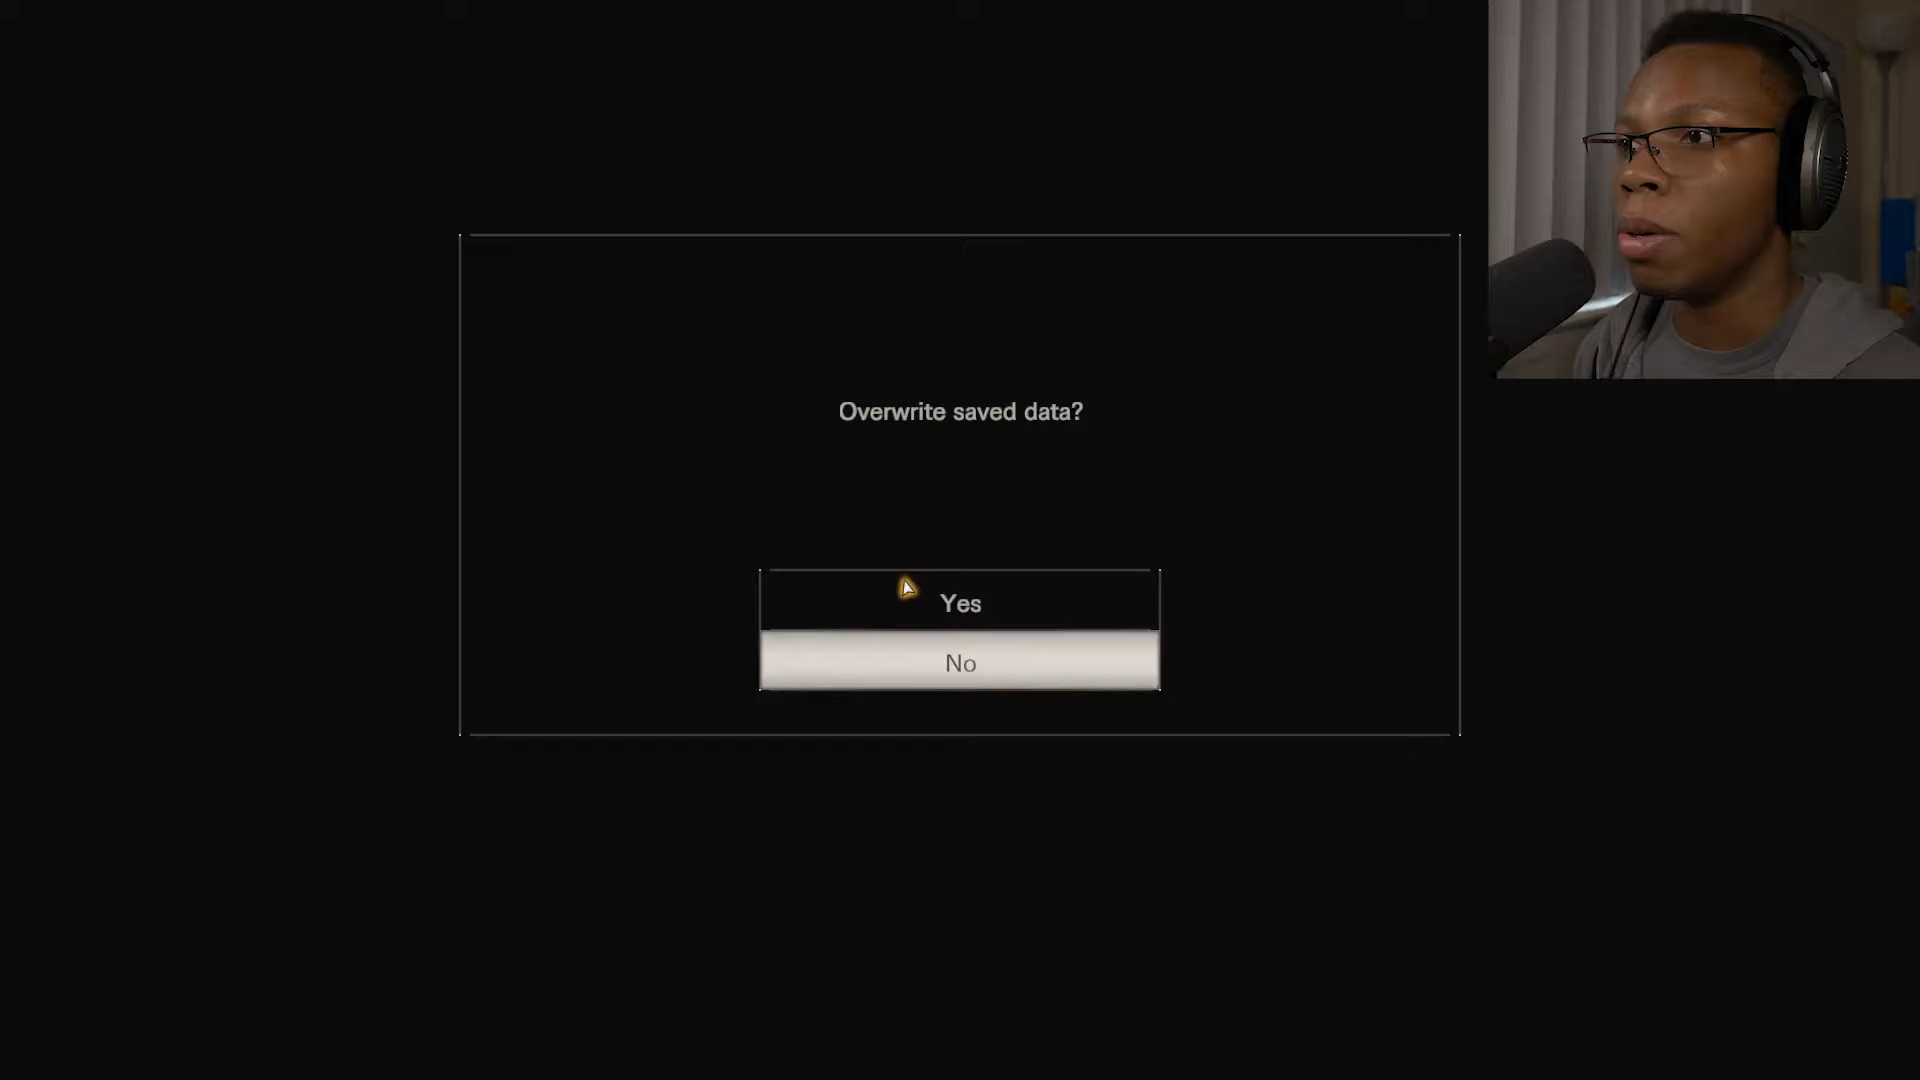 Overwrite saved data?
Yes
No